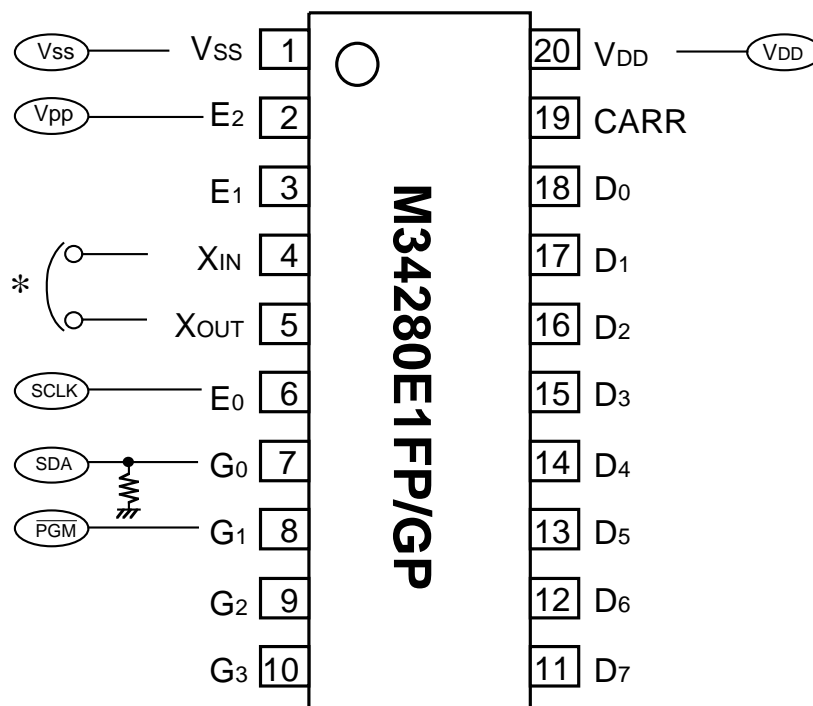 Vss VSS 1 20 VDD VDD
Vpp E2 2 19 CARR
E1 3 18 D0
XIN 4 17 D1
*
XOUT 5 16 D2
SCLK E0 6 15 D3
SDA G0 7 14 D4
PGM G1 8 13 D5
G2 9 12 D6
G3 10 11 D7
M34280E1FP/GP